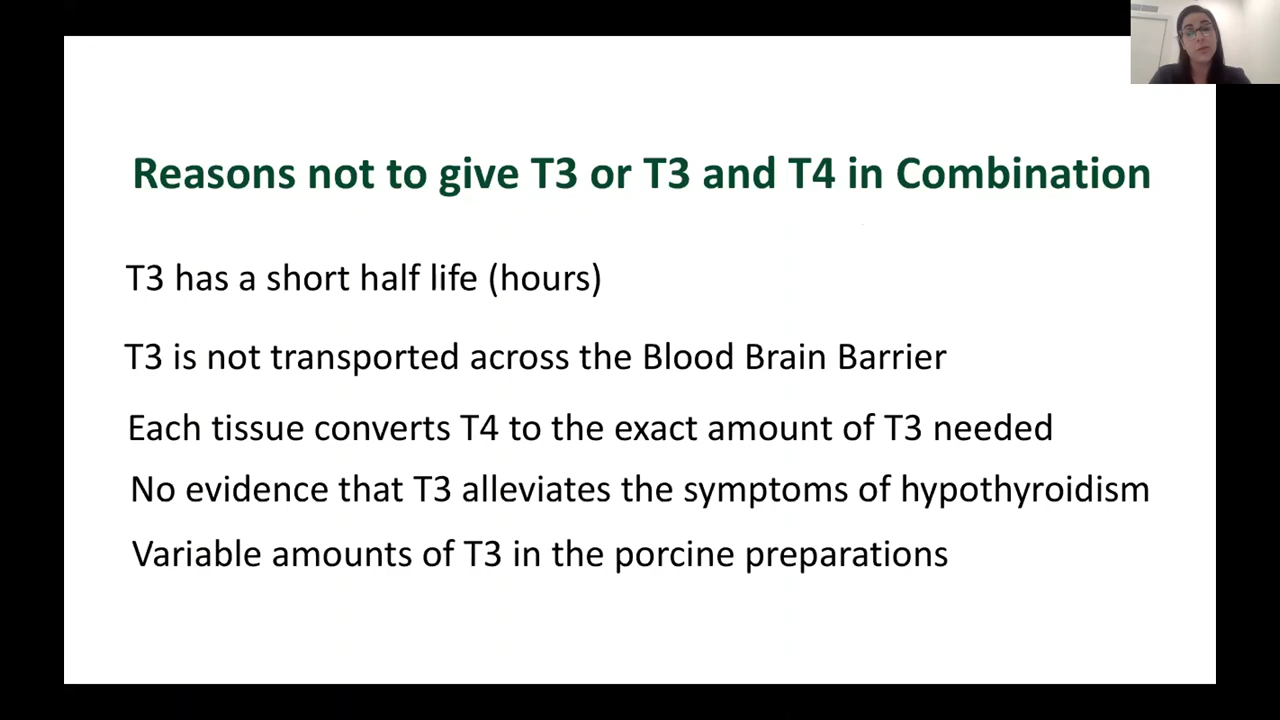 Reasons not to give T3 or T3 and T4 in Combination
T3 has a short half life (hours)
T3 is not transported across the Blood Brain Barrier
Each tissue converts T4 to the exact amount of T3 needed
No evidence that T3 alleviates the symptoms of hypothyroidism
Variable amounts of T3 in the porcine preparations